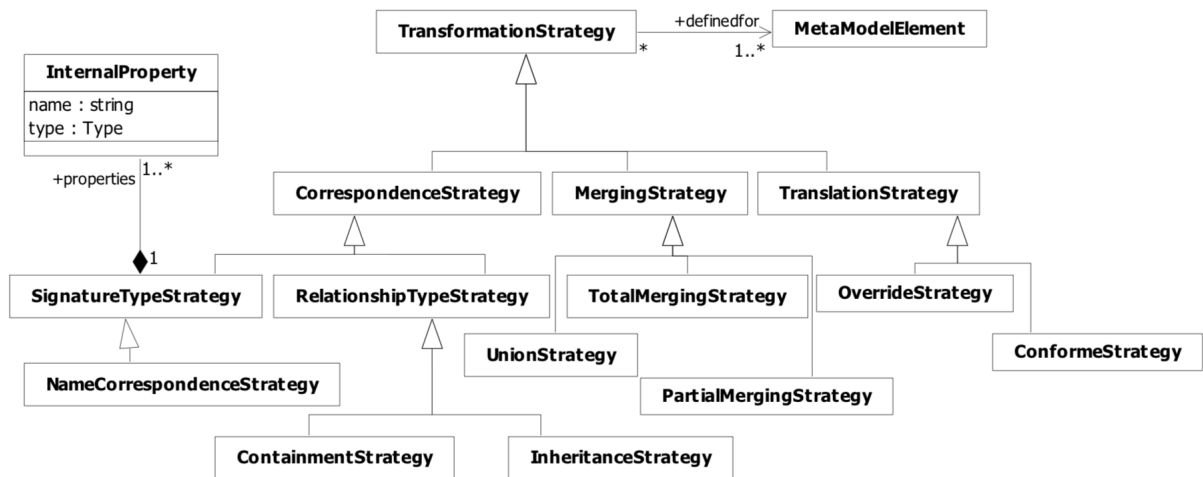 TransformationStrategy
+definedfor
MetaModelElement
*
1..*
InternalProperty
name : string
type : Type
+properties
1..*
CorrespondenceStrategy
MergingStrategy
TranslationStrategy
1
SignatureTypeStrategy
RelationshipTypeStrategy
TotalMergingStrategy
OverrideStrategy
UnionStrategy
ConformeStrategy
NameCorrespondenceStrategy
PartialMergingStrategy
ContainmentStrategy
InheritanceStrategy